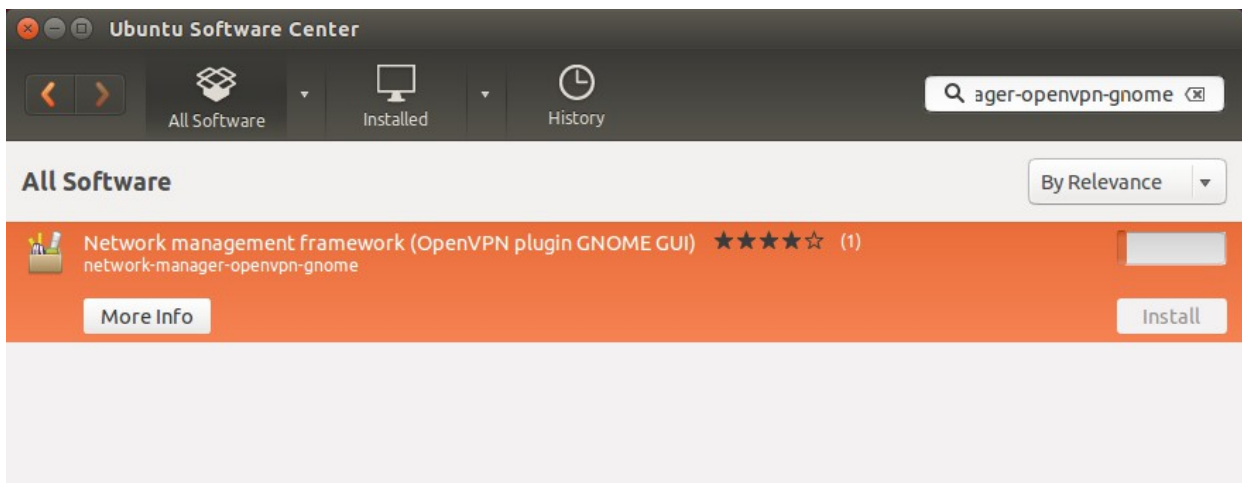 Ubuntu Software Center
All Software
Installed
History
ager-openvpn-gnome
All Software
By Relevance
Network management framework (OpenVPN plugin GNOME GUI) ★★★★☆ (1)
network-manager-openvpn-gnome
More Info
Install